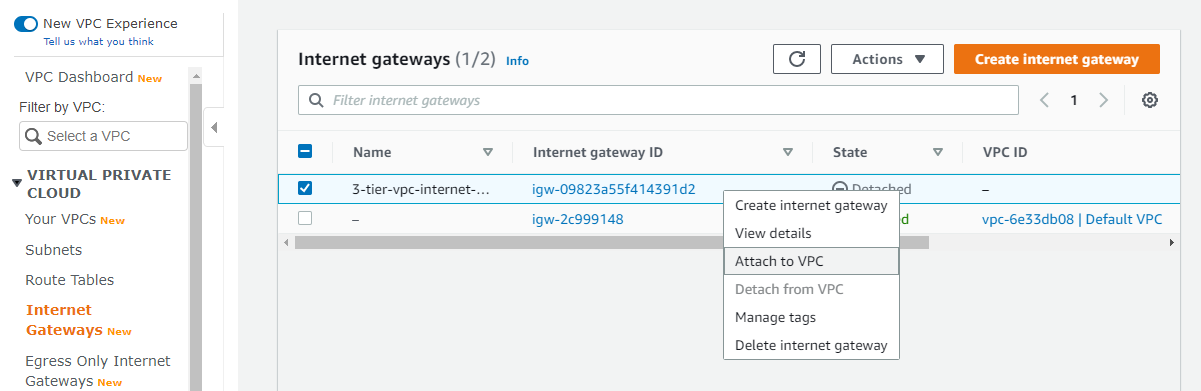 New VPC Experience
Tell us what you think
VPC Dashboard New
Filter by VPC:
Select a VPC
VIRTUAL PRIVATE
CLOUD
Your VPCs New
Subnets
Route Tables
Internet
Gateways New
Egress Only Internet
Gateways New
Internet gateways (1/2) Info
Actions
Create internet gateway
Filter internet gateways
1
Name Internet gateway ID State VPC ID
3-tier-vpc-internet-... igw-09823a55f414391d2 Detached –
– igw-2c999148 vpc-6e33db08 | Default VPC
Create internet gateway
View details
Attach to VPC
Detach from VPC
Manage tags
Delete internet gateway